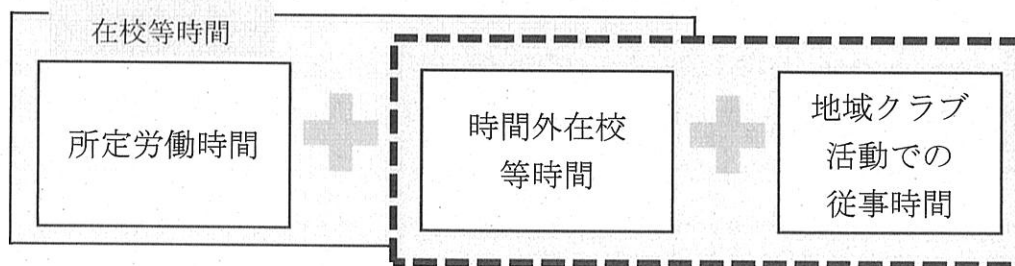 在校等時間
所定労働時間
時間外在校
等時間
地域クラブ
活動での
従事時間